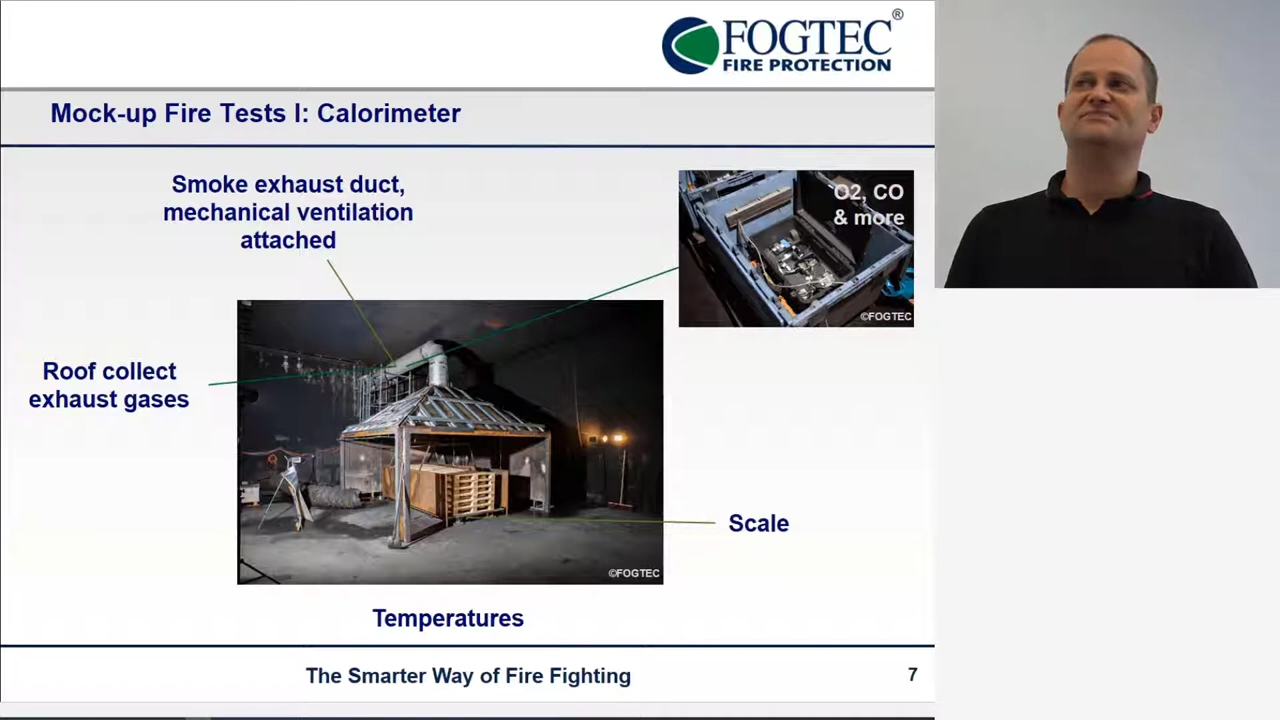 FOGTEC®
FIRE PROTECTION
Mock-up Fire Tests I: Calorimeter
Smoke exhaust duct,
mechanical ventilation
attached
O2, CO
& more
©FOGTEC
Roof collect
exhaust gases
Scale
©FOGTEC
Temperatures
The Smarter Way of Fire Fighting
7